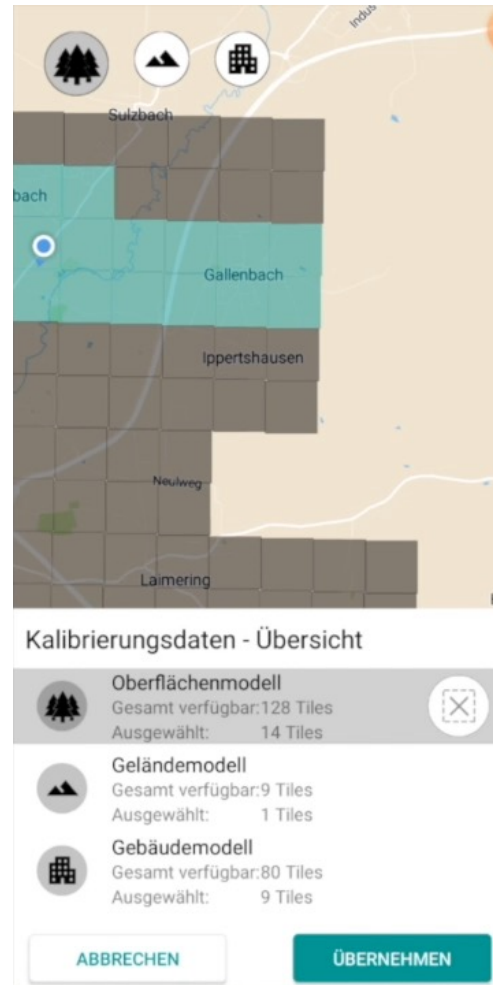 Indus
Sulzbach
bach
Gallenbach
Ippertshausen
Neulweg
Laimering
Kalibrierungsdaten - Übersicht
Oberflächenmodell
Gesamt verfügbar:128 Tiles
Ausgewählt: 14 Tiles
Geländemodell
Gesamt verfügbar:9 Tiles
Ausgewählt: 1 Tiles
Gebäudemodell
Gesamt verfügbar:80 Tiles
Ausgewählt: 9 Tiles
ABBRECHEN ÜBERNEHMEN